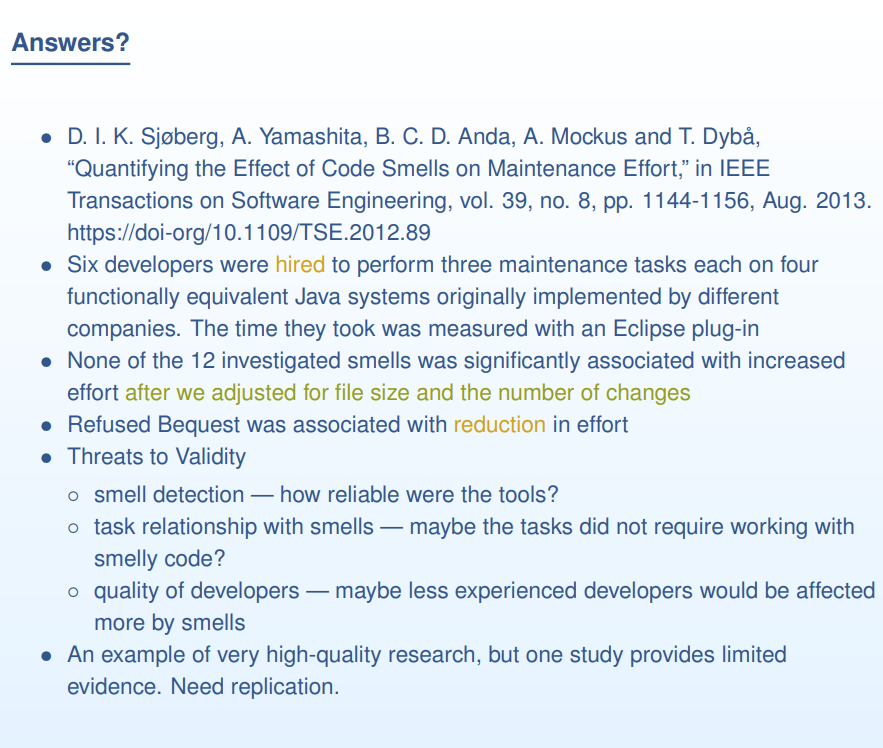 Answers?
● D. I. K. Sjøberg, A. Yamashita, B. C. D. Anda, A. Mockus and T. Dybå,
“Quantifying the Effect of Code Smells on Maintenance Effort,” in IEEE
Transactions on Software Engineering, vol. 39, no. 8, pp. 1144-1156, Aug. 2013.
https://doi-org/10.1109/TSE.2012.89
● Six developers were hired to perform three maintenance tasks each on four
functionally equivalent Java systems originally implemented by different
companies. The time they took was measured with an Eclipse plug-in
● None of the 12 investigated smells was significantly associated with increased
effort after we adjusted for file size and the number of changes
● Refused Bequest was associated with reduction in effort
● Threats to Validity
○ smell detection — how reliable were the tools?
○ task relationship with smells — maybe the tasks did not require working with
smelly code?
○ quality of developers — maybe less experienced developers would be affected
more by smells
● An example of very high-quality research, but one study provides limited
evidence. Need replication.